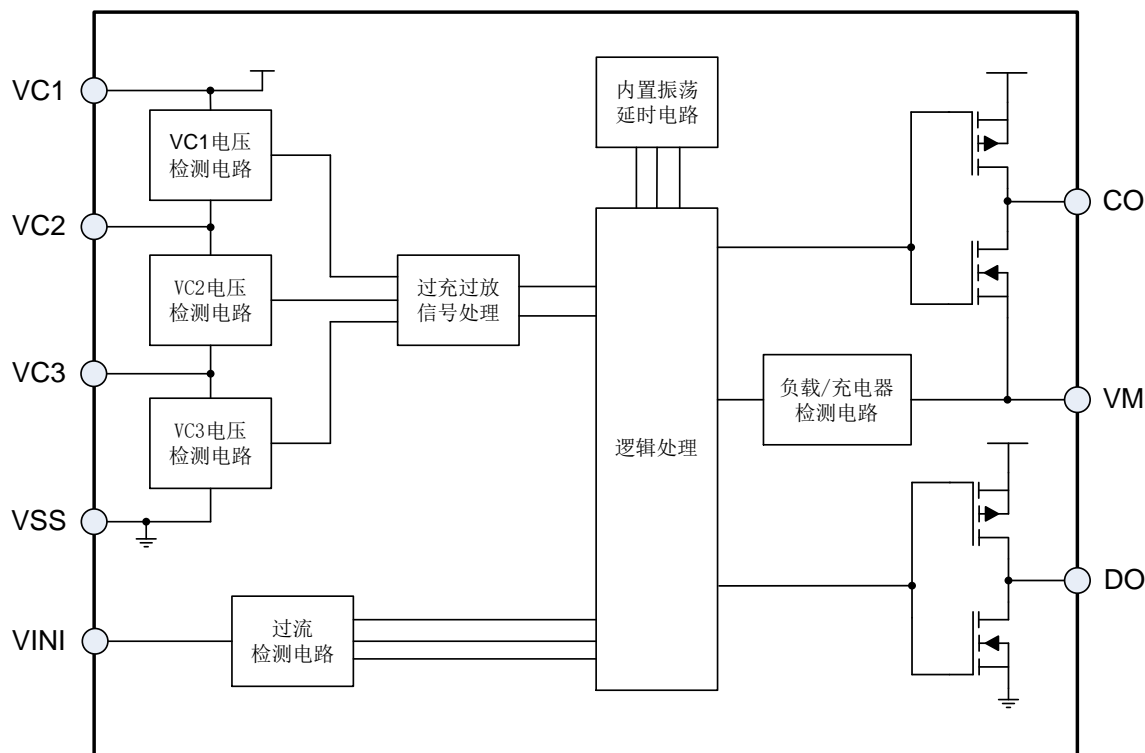 VC1
VC1电压
检测电路
VC2
VC2电压
检测电路
VC3
VC3电压
检测电路
VSS
VINI
过流
检测电路
过充过放
信号处理
内置振荡
延时电路
逻辑处理
负载/充电器
检测电路
CO
VM
DO